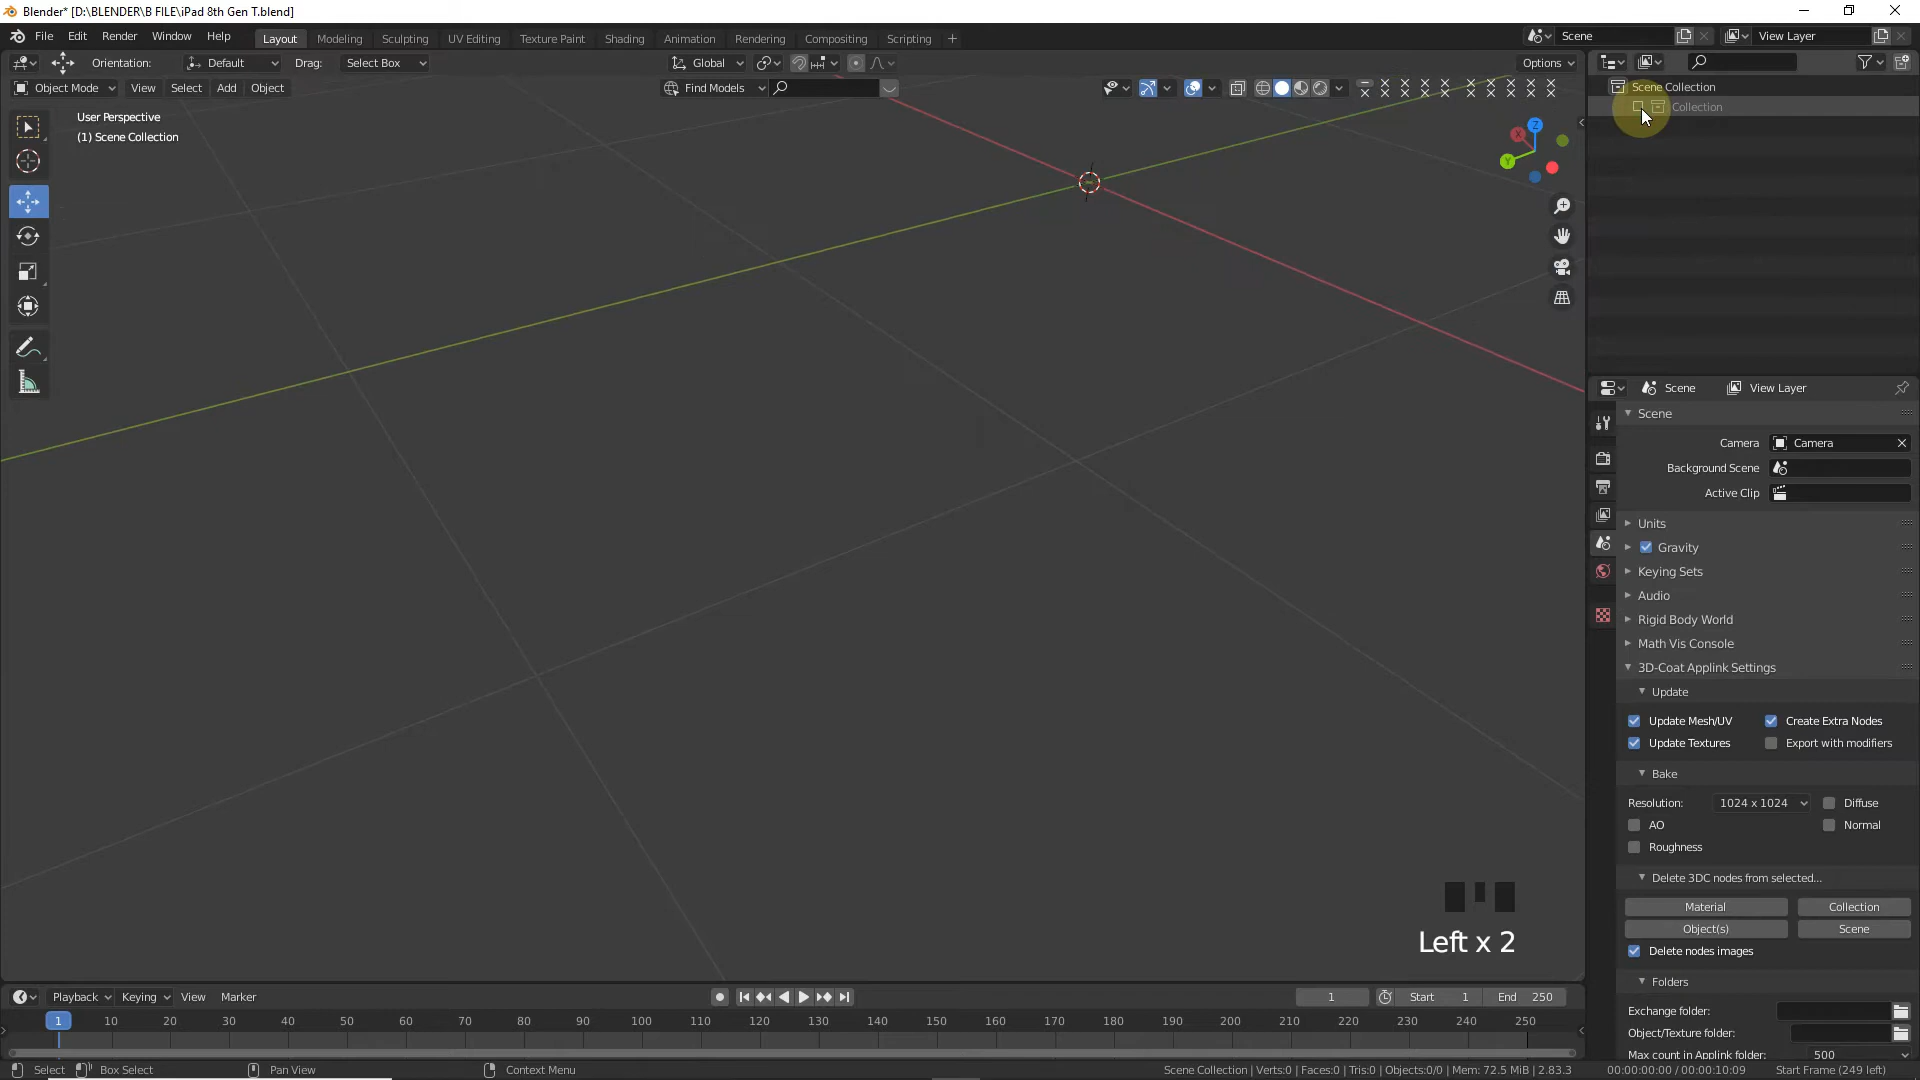 Blender* [D:\BLENDER\B FILE\iPad 8th Gen T.blend]
File Edit Render Window Help Layout Modeling Sculpting UV Editing Texture Paint Shading Animation Rendering Compositing Scripting + Scene View Layer
Orientation: Default Drag: Select Box Global Options
Object Mode View Select Add Object Find Models
User Perspective
(1) Scene Collection
Scene Collection
Collection
Z
X
Y
Scene View Layer
Scene
Camera Camera
Background Scene
Active Clip
Units
Gravity
Keying Sets
Audio
Rigid Body World
Math Vis Console
3D-Coat Applink Settings
Update
Update Mesh/UV Create Extra Nodes
Update Textures Export with modifiers
Bake
Resolution: 1024 x 1024 Diffuse
AO Normal
Roughness
Delete 3DC nodes from selected...
Material Collection
Object(s) Scene
Delete nodes images
Folders
Exchange folder:
Object/Texture folder:
Max count in Applink folder: 500
Left x 2
Playback Keying View Marker 1 Start 1 End 250
1 10 20 30 40 50 60 70 80 90 100 110 120 130 140 150 160 170 180 190 200 210 220 230 240 250
Select Box Select Pan View Context Menu Scene Collection | Verts:0 | Faces:0 | Tris:0 | Objects:0/0 | Mem: 72.5 MiB | 2.83.3 00:00:00:00 / 00:00:10:09 Start Frame (249 left)